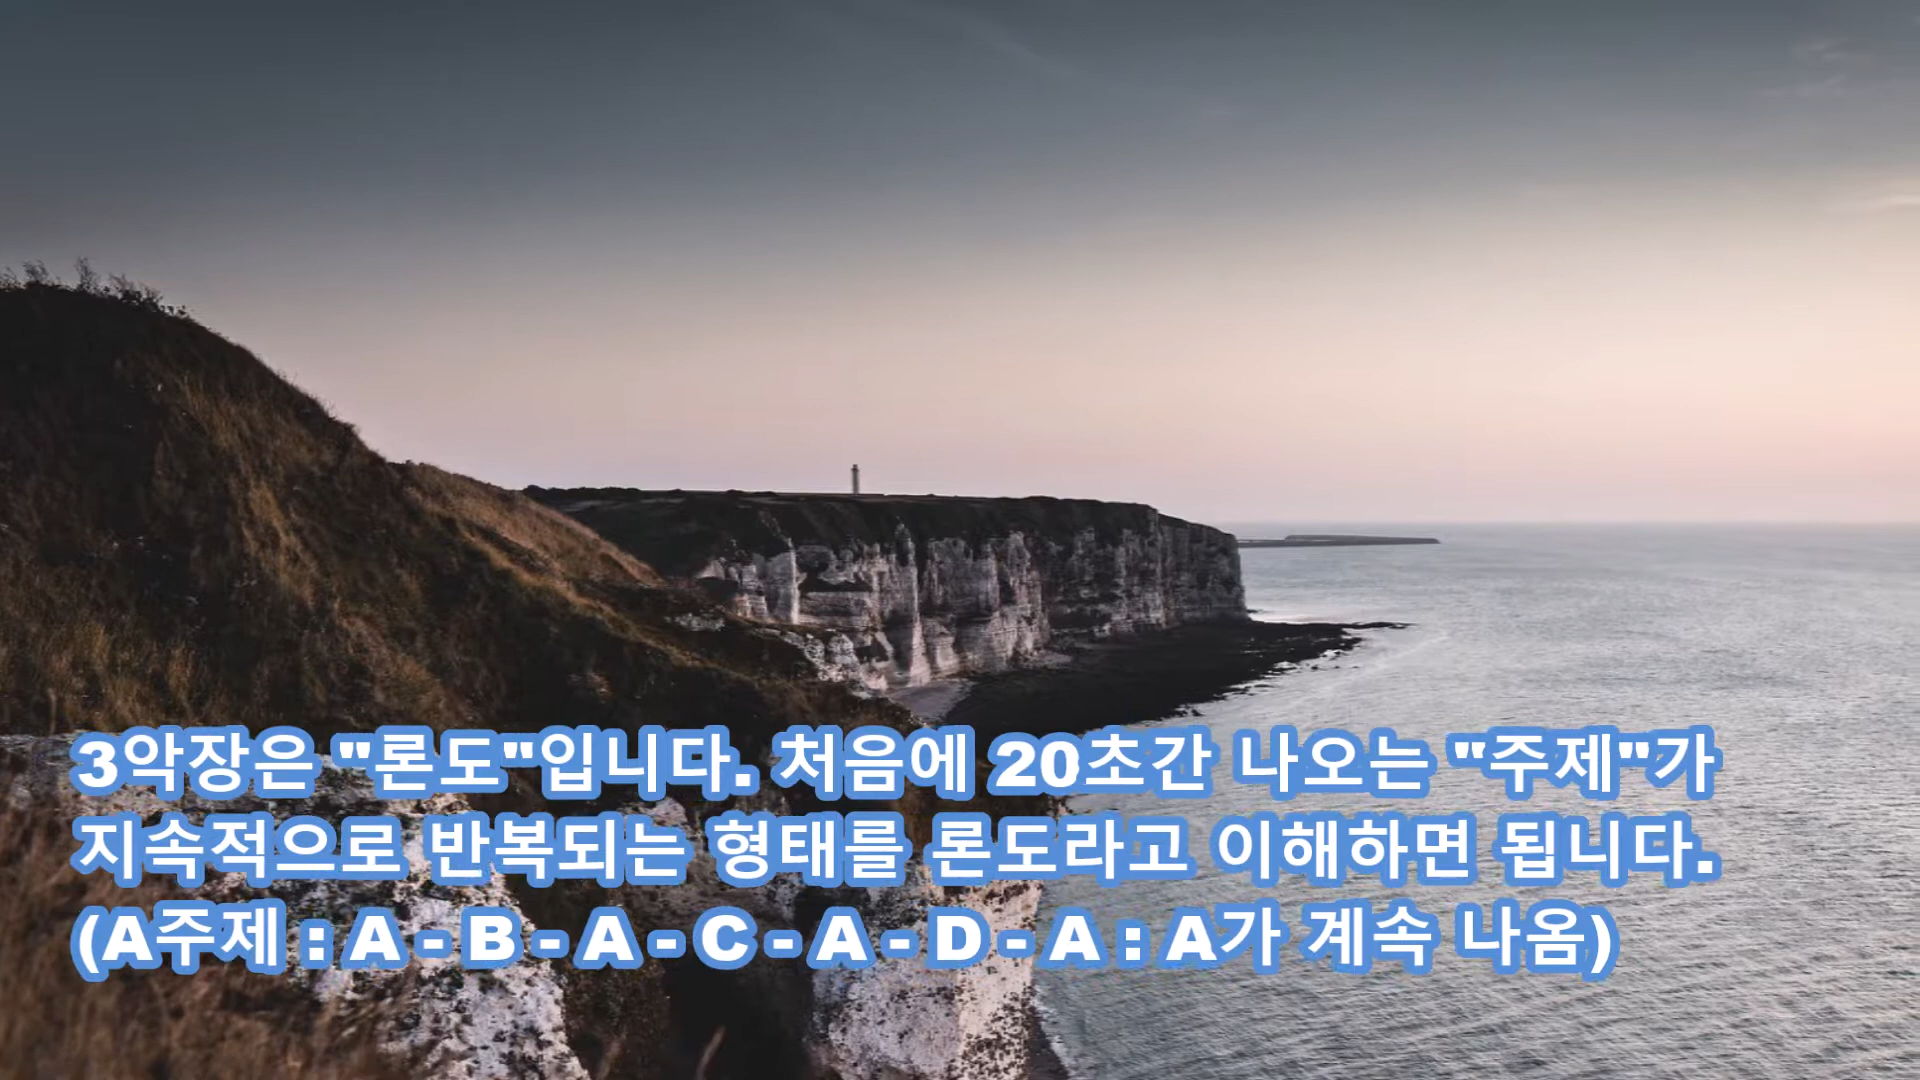 3악장은 "론도"입니다. 처음에 20초간 나오는 "주제"가
지속적으로 반복되는 형태를 론도라고 이해하면 됩니다.
(A주제 : A - B - A - C - A - D - A : A가 계속 나옴)